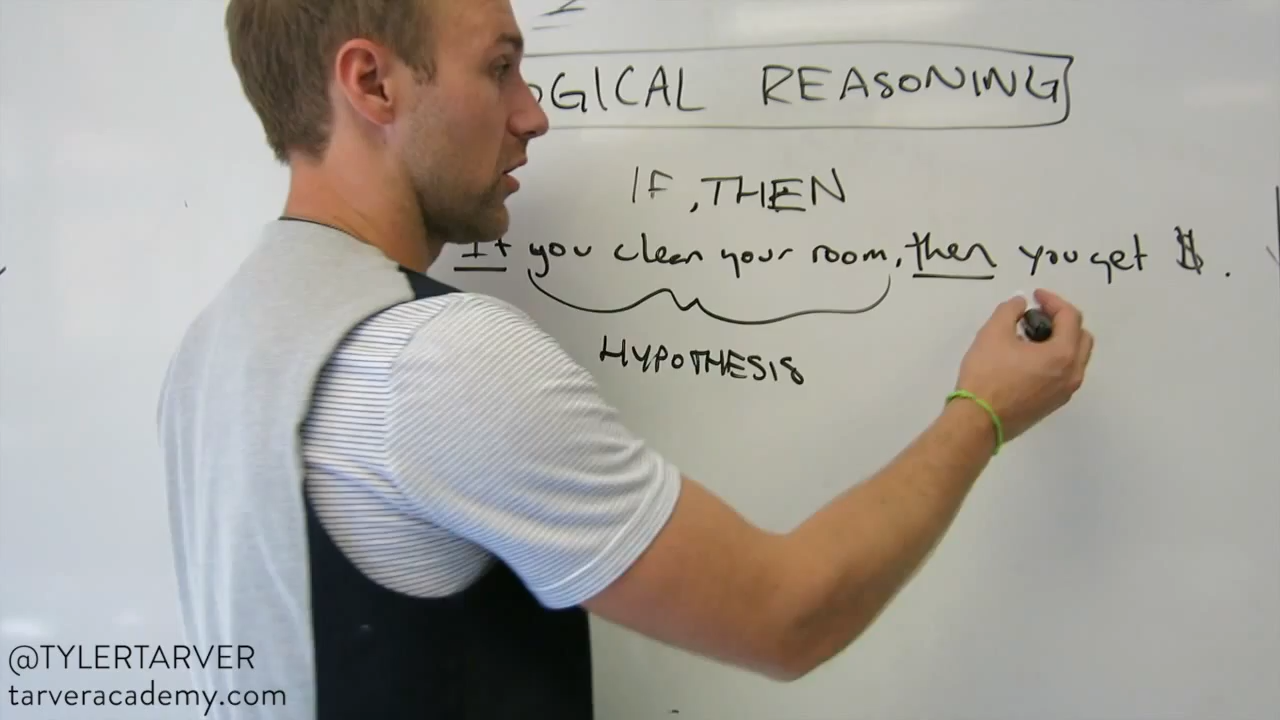 OGICAL REASONING
IF, THEN
If you clean your room, then you get $.
HYPOTHESIS
@TYLERTARVER
tarveracademy.com